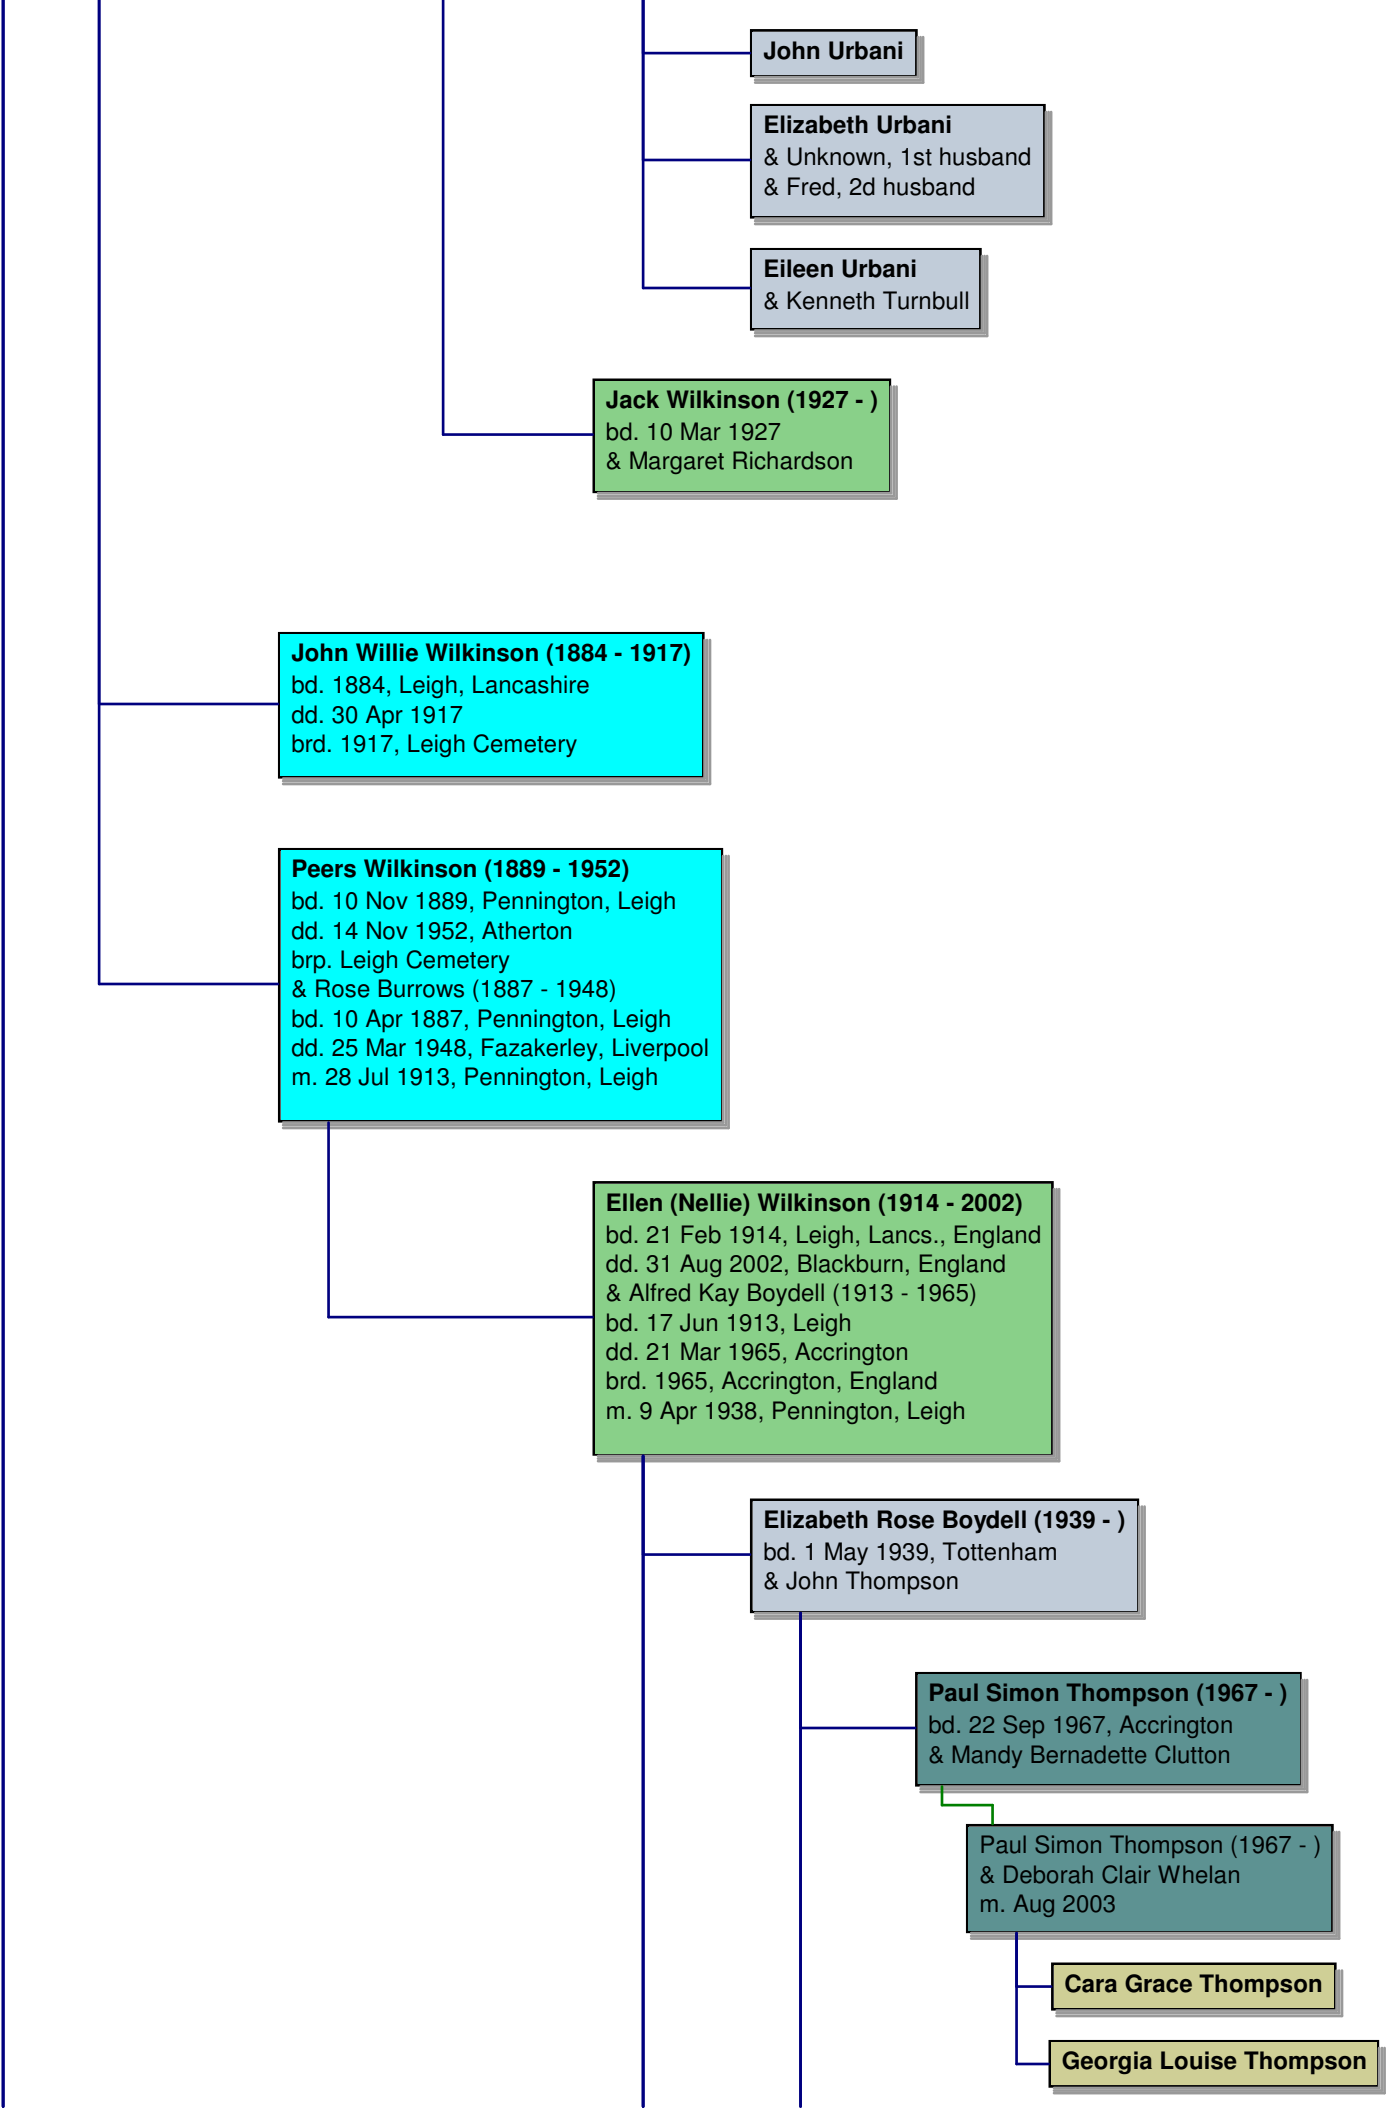 John Urbani
Elizabeth Urbani
& Unknown, 1st husband
& Fred, 2d husband
Eileen Urbani
& Kenneth Turnbull
Jack Wilkinson (1927 - )
bd. 10 Mar 1927
& Margaret Richardson
John Willie Wilkinson (1884 - 1917)
bd. 1884, Leigh, Lancashire
dd. 30 Apr 1917
brd. 1917, Leigh Cemetery
Peers Wilkinson (1889 - 1952)
bd. 10 Nov 1889, Pennington, Leigh
dd. 14 Nov 1952, Atherton
brp. Leigh Cemetery
& Rose Burrows (1887 - 1948)
bd. 10 Apr 1887, Pennington, Leigh
dd. 25 Mar 1948, Fazakerley, Liverpool
m. 28 Jul 1913, Pennington, Leigh
Ellen (Nellie) Wilkinson (1914 - 2002)
bd. 21 Feb 1914, Leigh, Lancs., England
dd. 31 Aug 2002, Blackburn, England
& Alfred Kay Boydell (1913 - 1965)
bd. 17 Jun 1913, Leigh
dd. 21 Mar 1965, Accrington
brd. 1965, Accrington, England
m. 9 Apr 1938, Pennington, Leigh
Elizabeth Rose Boydell (1939 - )
bd. 1 May 1939, Tottenham
& John Thompson
Paul Simon Thompson (1967 - )
bd. 22 Sep 1967, Accrington
& Mandy Bernadette Clutton
Paul Simon Thompson (1967 - )
& Deborah Clair Whelan
m. Aug 2003
Cara Grace Thompson
Georgia Louise Thompson